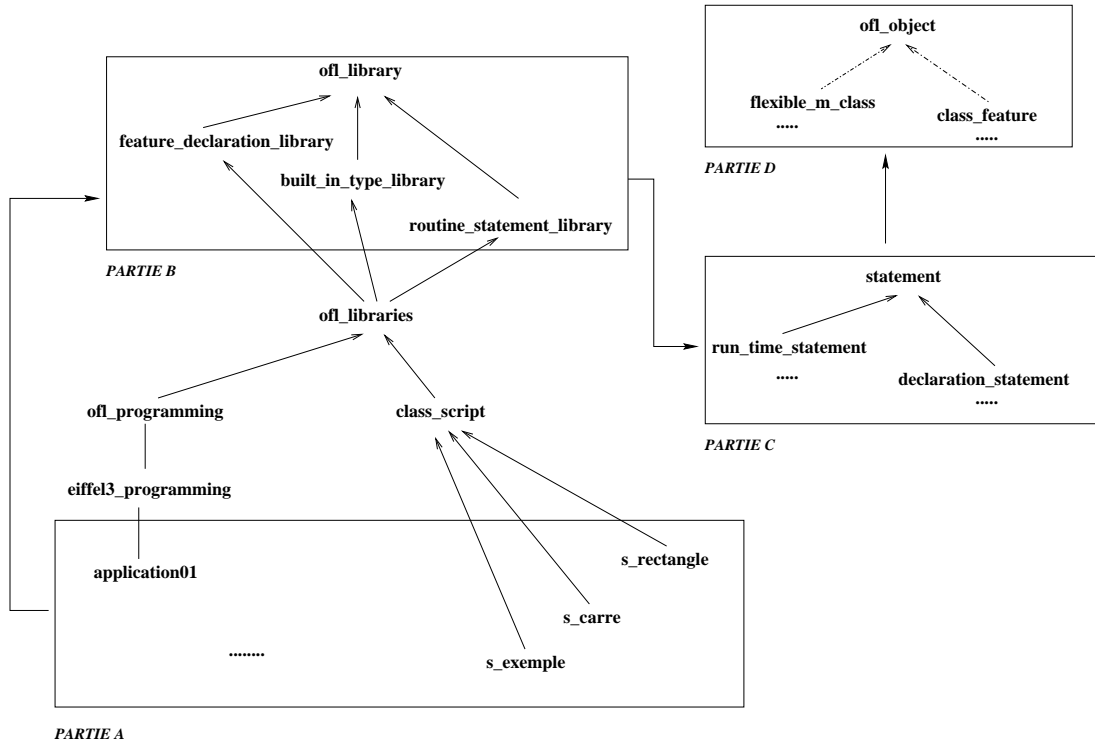 ofl_object
ofl_library
flexible_m_class
.....
class_feature
.....
feature_declaration_library
PARTIE D
built_in_type_library
routine_statement_library
PARTIE B
statement
ofl_libraries
run_time_statement
.....
declaration_statement
.....
ofl_programming
class_script
PARTIE C
eiffel3_programming
s_rectangle
application01
s_carre
........
s_exemple
PARTIE A